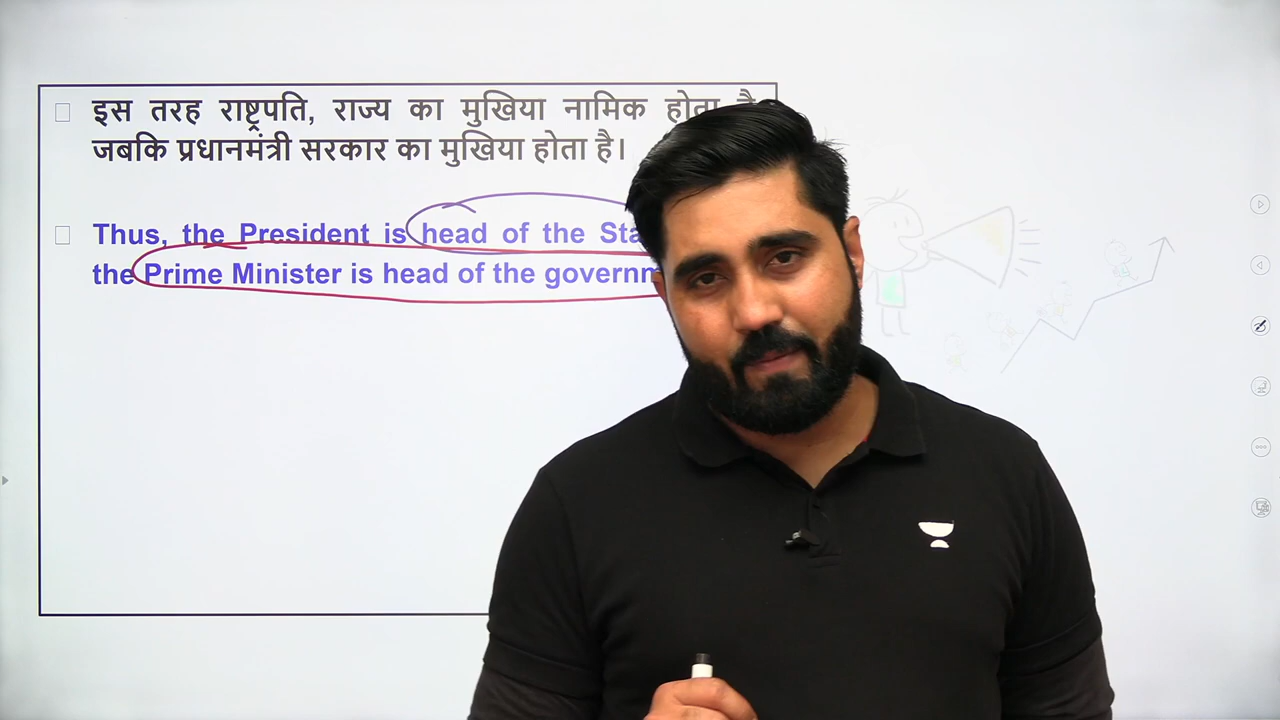 इस तरह राष्ट्रपति, राज्य का मुखिया नामिक होता है
जबकि प्रधानमंत्री सरकार का मुखिया होता है।
Thus, the President is head of the
the Prime Minister is head of the